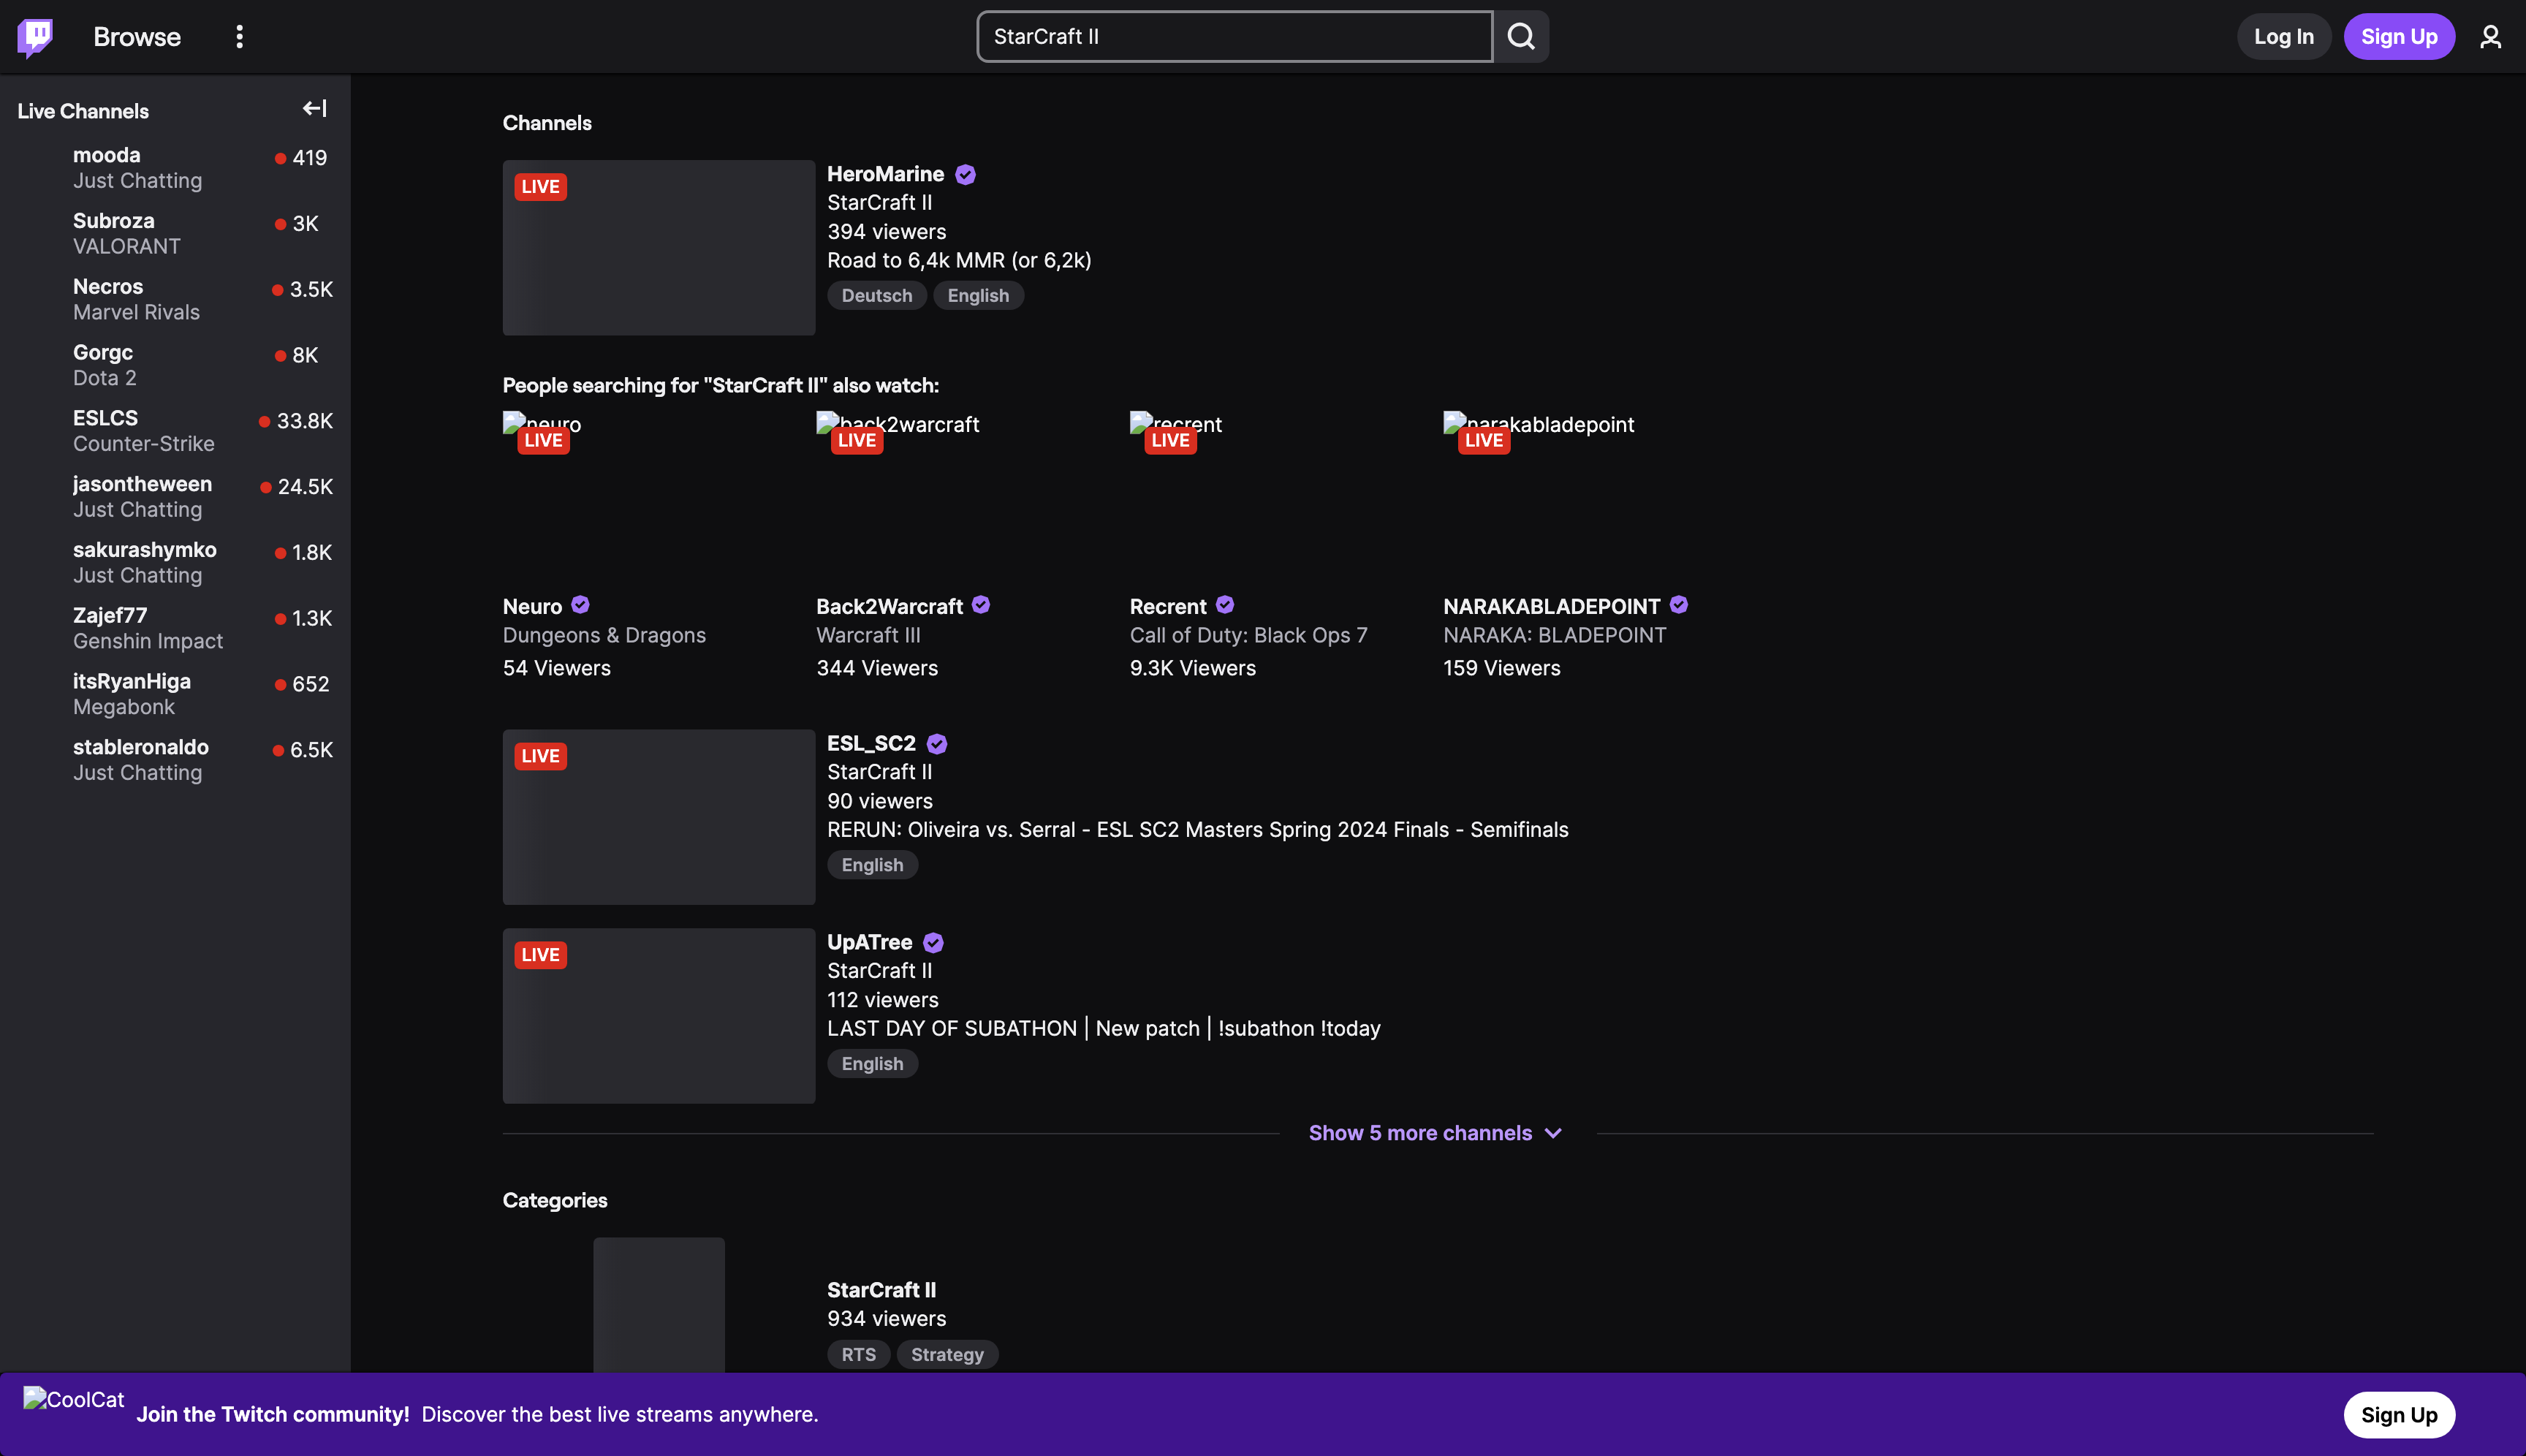 Browse
StarCraft II
Log In
Sign Up
Live Channels
mooda
419
Just Chatting
Subroza
3K
VALORANT
Necros
3.5K
Marvel Rivals
Gorgc
8K
Dota 2
ESLCS
33.8K
Counter-Strike
jasontheween
24.5K
Just Chatting
sakurashymko
1.8K
Just Chatting
Zajef77
1.3K
Genshin Impact
itsRyanHiga
652
Megabonk
stableronaldo
6.5K
Just Chatting
Channels
LIVE
HeroMarine
StarCraft II
394 viewers
Road to 6,4k MMR (or 6,2k)
Deutsch English
People searching for "StarCraft II" also watch:
neuro
LIVE
back2warcraft
LIVE
recrent
LIVE
narakabladepoint
LIVE
Neuro
Dungeons & Dragons
54 Viewers
Back2Warcraft
Warcraft III
344 Viewers
Recrent
Call of Duty: Black Ops 7
9.3K Viewers
NARAKABLADEPOINT
NARAKA: BLADEPOINT
159 Viewers
LIVE
ESL_SC2
StarCraft II
90 viewers
RERUN: Oliveira vs. Serral - ESL SC2 Masters Spring 2024 Finals - Semifinals
English
LIVE
UpATree
StarCraft II
112 viewers
LAST DAY OF SUBATHON | New patch | !subathon !today
English
Show 5 more channels
Categories
StarCraft II
934 viewers
RTS Strategy
CoolCat
Join the Twitch community! Discover the best live streams anywhere.
Sign Up